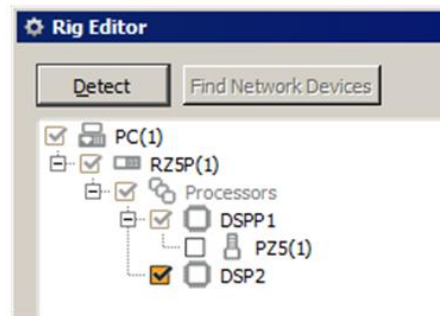 Rig Editor
Detect Find Network Devices
PC(1)
RZ5P(1)
Processors
DSPP1
PZ5(1)
DSP2